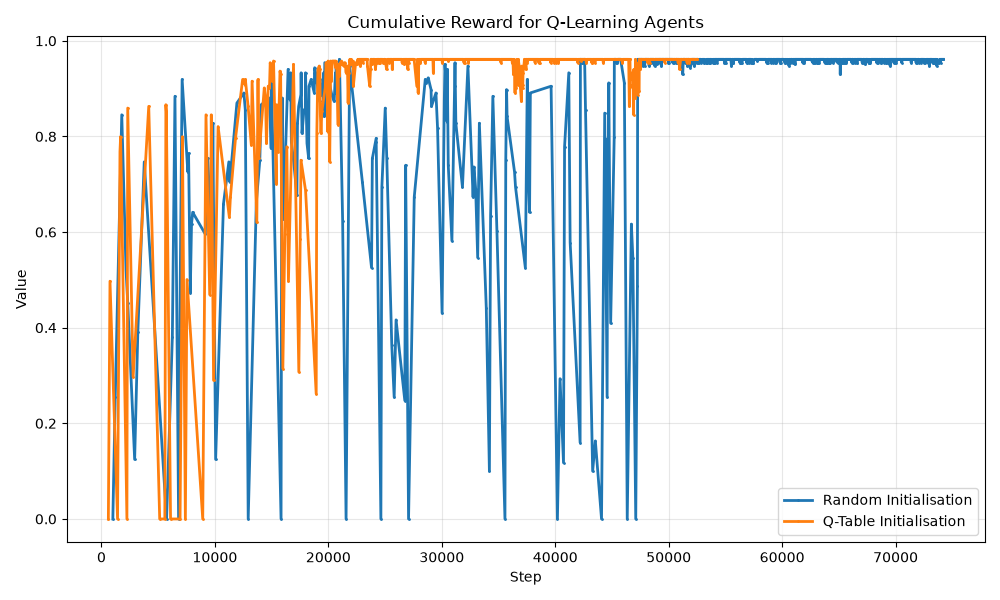 Cumulative Reward for Q-Learning Agents
1.0
0.8
0.6
0.4
0.2
0.0
Value
0 10000 20000 30000 40000 50000 60000 70000
Step
Random Initialisation
Q-Table Initialisation